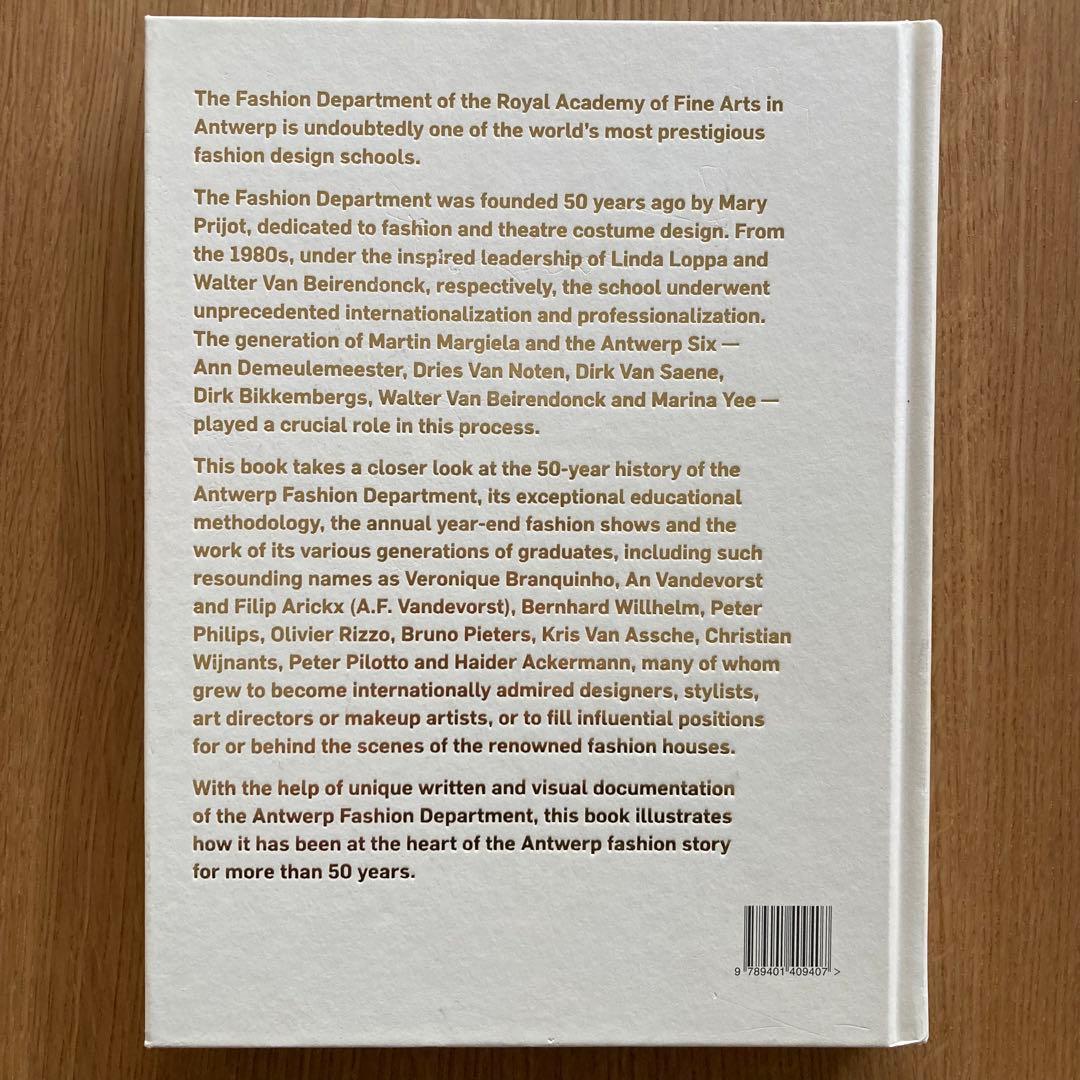 The Fashion Department of the Royal Academy of Fine Arts in
Antwerp is undoubtedly one of the world's most prestigious
fashion design schools.
The Fashion Department was founded 50 years ago by Mary
Prijot, dedicated to fashion and theatre costume design. From
the 1980s, under the inspired leadership of Linda Loppa and
Walter Van Beirendonck, respectively, the school underwent
unprecedented internationalization and professionalization.
The generation of Martin Margiela and the Antwerp Six —
Ann Demeulemeester, Dries Van Noten, Dirk Van Saene,
Dirk Bikkembergs, Walter Van Beirendonck and Marina Yee —
played a crucial role in this process.
This book takes a closer look at the 50-year history of the
Antwerp Fashion Department, its exceptional educational
methodology, the annual year-end fashion shows and the
work of its various generations of graduates, including such
resounding names as Veronique Branquinho, An Vandevorst
and Filip Arickx (A.F. Vandevorst), Bernhard Willhelm, Peter
Philips, Olivier Rizzo, Bruno Pieters, Kris Van Assche, Christian
Wijnants, Peter Pilotto and Haider Ackermann, many of whom
grew to become internationally admired designers, stylists,
art directors or makeup artists, or to fill influential positions
for or behind the scenes of the renowned fashion houses.
With the help of unique written and visual documentation
of the Antwerp Fashion Department, this book illustrates
how it has been at the heart of the Antwerp fashion story
for more than 50 years.
9 789401 409407 >